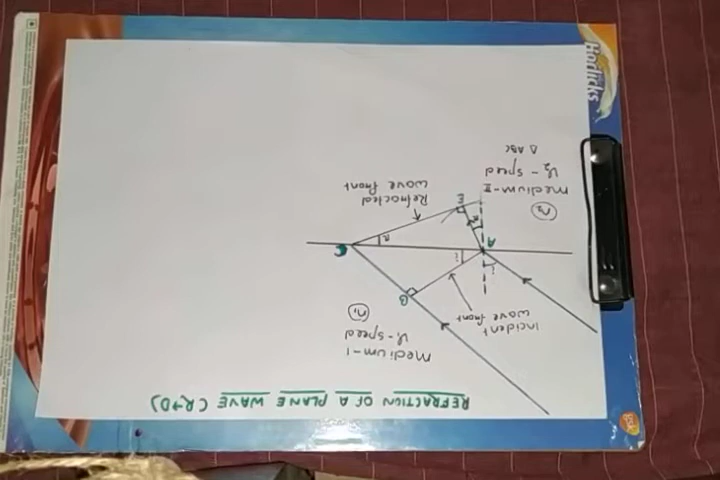 REFRACTION OF A PLANE WAVE (R→D)
medium-1
v₁-speed
n₁
incident
wave front
B
i
i
A
C
r
r
E
Refracted
wave front
n₂
medium-II
v₂-speed
Δ ABC
Horlicks